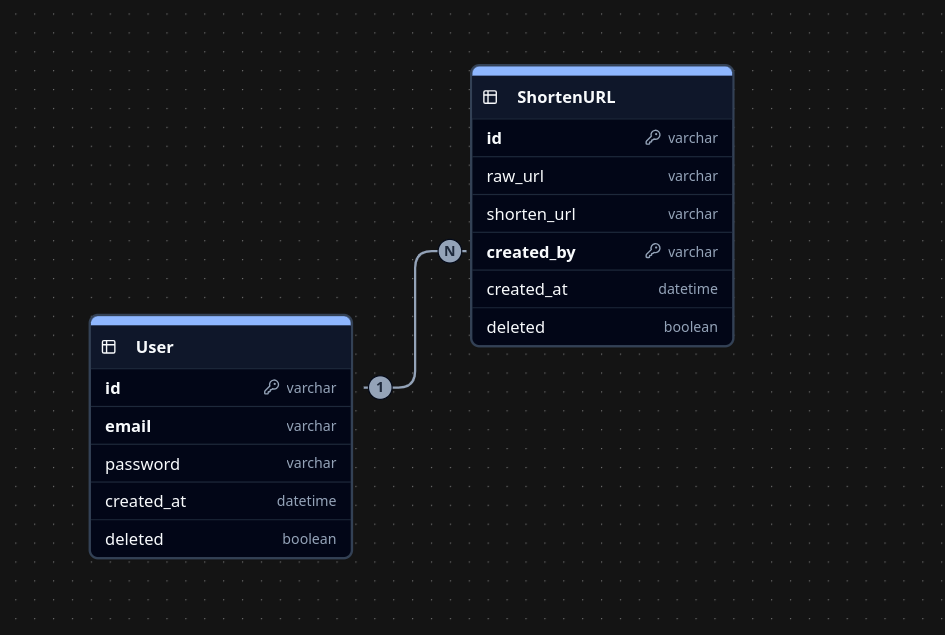 ShortenURL
id varchar
raw_url varchar
shorten_url varchar
created_by varchar
created_at datetime
deleted boolean
N
1
User
id varchar
email varchar
password varchar
created_at datetime
deleted boolean